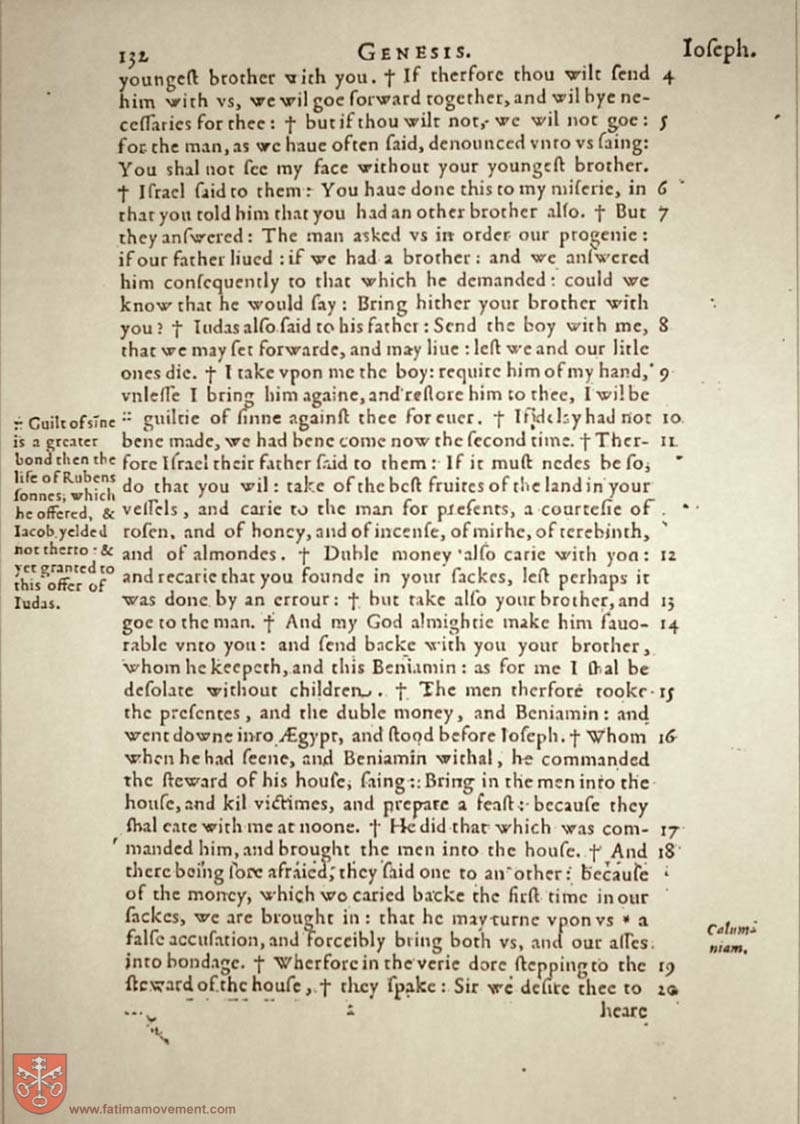 132 GENESIS. Ioſeph.
youngeſt brother with you. † If therfore thou wilt ſend 4
him with vs, we wil goe forward together, and wil bye ne-
ceſſaries for thee: † but if thou wilt not, we wil not goe: 5
for the man, as we haue often ſaid, denounced vnto vs ſaing:
You shal not ſee my face without your youngeſt brother.
† Iſrael ſaid to them: You haue done this to my miſerie, in 6
that you told him that you had an other brother alſo. † But 7
they anſwered: The man asked vs in order our progenie:
if our father liued: if we had a brother: and we anſwered
him conſequently to that which he demanded: could we
know that he would ſay: Bring hither your brother with
you? † Iudas alſo ſaid to his father: Send the boy with me, 8
that we may ſet forwarde, and may liue: leſt we and our litle
ones die. † I take vpon me the boy: require him of my hand, 9
vnleſſe I bring him againe, and reſtore him to thee, I wil be
:: guiltie of ſinne againſt thee for euer. † If delay had not 10
bene made, we had bene come now the ſecond time. † Ther- 11
fore Iſrael their father ſaid to them: If it muſt nedes be ſo,
do that you wil: take of the beſt fruites of the land in your
veſſels, and carie to the man for preſents, a courteſie of
roſen, and of honey, and of incenſe, of mirhe, of terebinth,
and of almondes. † Duble money alſo carie with you: 12
and recarie that you founde in your ſackes, leſt perhaps it
was done by an errour: † but take alſo your brother, and 13
goe to the man. † And my God almightie make him fauo- 14
rable vnto you: and ſend backe with you your brother,
whom he keepeth, and this Beniamin: as for me I shal be
deſolate without children. † The men therfore tooke 15
the preſentes, and the duble money, and Beniamin: and
went downe into Ægypt, and ſtood before Ioſeph. † Whom 16
when he had ſeene, and Beniamin withal, he commanded
the ſteward of his houſe, ſaing: Bring in the men into the
houſe, and kil victimes, and prepare a feaſt: becauſe they
shal eate with me at noone. † He did that which was com- 17
manded him, and brought the men into the houſe. † And 18
there being ſore afraied, they ſaid one to an other: becauſe
of the money, which we caried backe the firſt time in our
ſackes, we are brought in: that he may turne vpon vs * a
falſe accuſation, and forceibly bring both vs, and our aſſes
into bondage. † Wherfore in the verie dore ſtepping to the 19
ſteward of the houſe, † they ſpake: Sir we deſire thee to 20
2 heare
:: Guilt of sīne
is a greater
bond then the
life of Rubens
ſonnes, which
he offered, &
Iacob yelded
not therto: &
yet granted to
this offer of
Iudas.
Calum-
niam.
www.fatimamovement.com